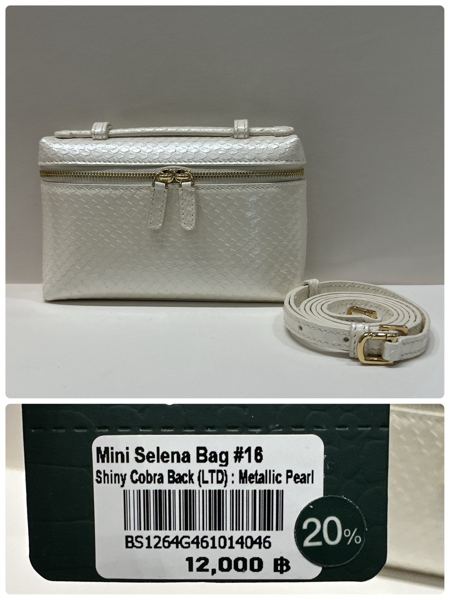 Mini Selena Bag #16
Shiny Cobra Back (LTD) : Metallic Pearl
BS1264G461014046
12,000 ฿
20%